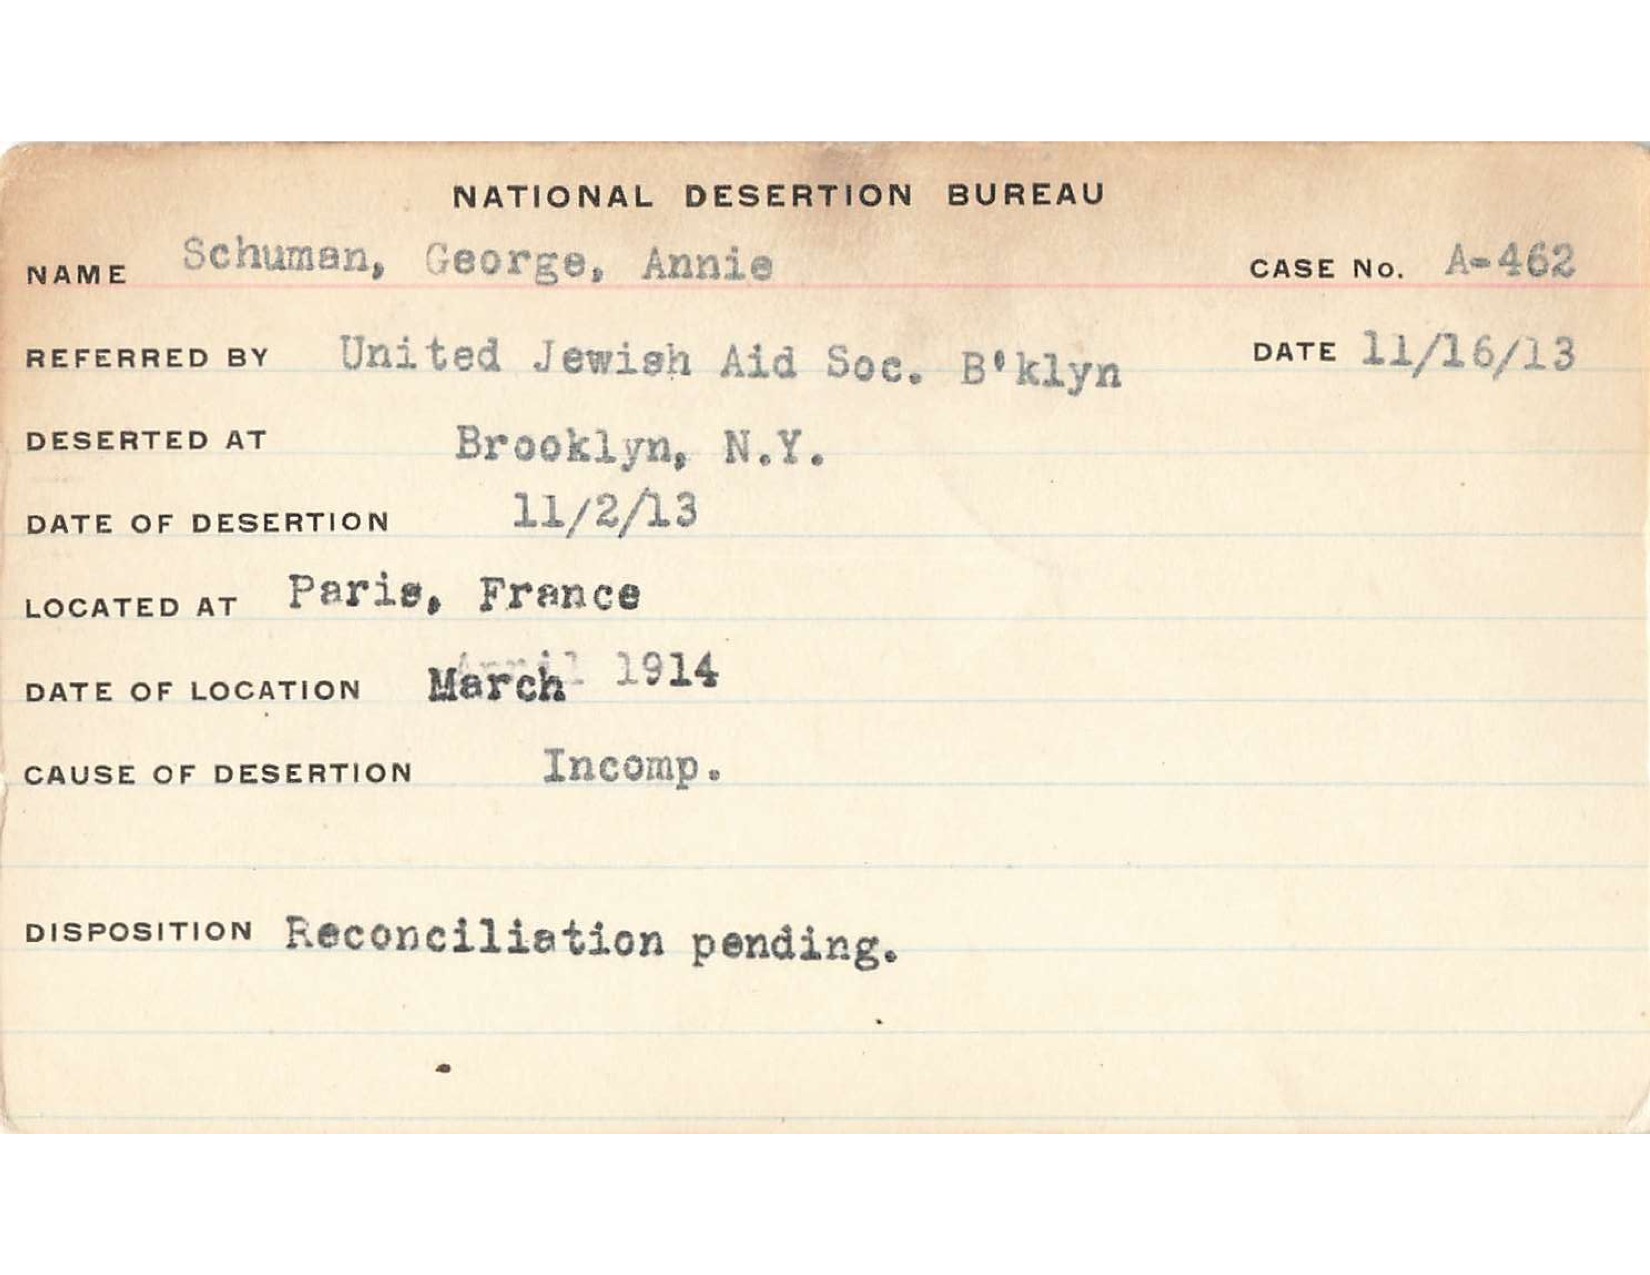 NATIONAL DESERTION BUREAU
NAME Schuman, George, Annie CASE No. A-462
REFERRED BY United Jewish Aid Soc. B'klyn DATE 11/16/13
DESERTED AT Brooklyn, N.Y.
DATE OF DESERTION 11/2/13
LOCATED AT Paris, France
DATE OF LOCATION March 1914
CAUSE OF DESERTION Incomp.
DISPOSITION Reconciliation pending.